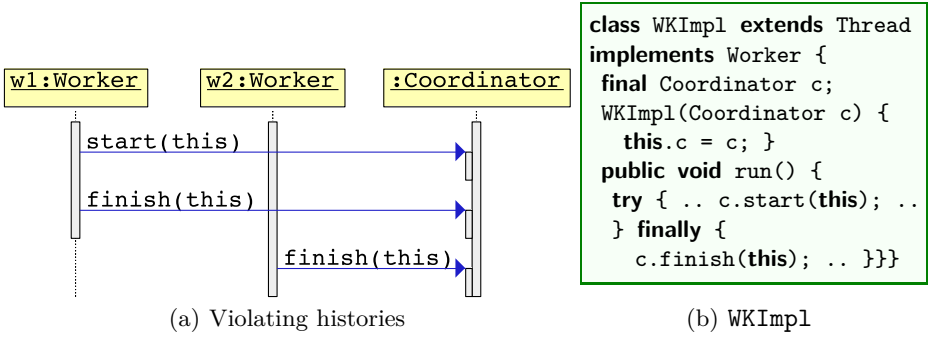 w1:Worker w2:Worker :Coordinator
start(this)
finish(this)
finish(this)
(a) Violating histories
class WKImpl extends Thread
implements Worker {
final Coordinator c;
WKImpl(Coordinator c) {
this.c = c; }
public void run() {
try { .. c.start(this); ..
} finally {
c.finish(this); .. }}}
(b) WKImpl